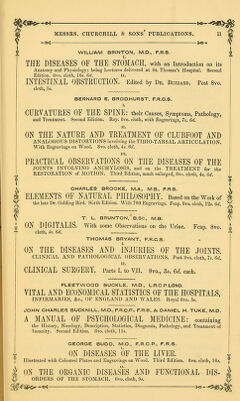 MESSRS. CHURCHILL & SONS' PUBLICATIONS. 11
WILLIAM BRINTON, M.D., F.R.S.
I.
THE DISEASES OF THE STOMACH, with an Introduction on its
Anatomy and Physiology; being Lectures delivered at St. Thomas's Hospital. Second
Edition. 8vo. cloth, 10s. 6d.
II.
INTESTINAL OBSTRUCTION. Edited by Dr. Buzzard. Post 8vo.
cloth, 5s.
BERNARD E. BRODHURST, F.R.C.S.
I.
CURVATURES OF THE SPINE: their Causes, Symptoms, Pathology,
and Treatment. Second Edition. Roy. 8vo. cloth, with Engravings, 7s. 6d.
II.
ON THE NATURE AND TREATMENT OF CLUBFOOT AND
ANALOGOUS DISTORTIONS involving the TIBIO-TARSAL ARTICULATION.
With Engravings on Wood. 8vo. cloth, 4s. 6d.
III.
PRACTICAL OBSERVATIONS ON THE DISEASES OF THE
JOINTS INVOLVING ANCHYLOSIS, and on the TREATMENT for the
RESTORATION of MOTION. Third Edition, much enlarged, 8vo. cloth, 4s. 6d.
CHARLES BROOKE, M.A., M.B., F.R.S.
ELEMENTS OF NATURAL PHILOSOPHY. Based on the Work of
the late Dr. Golding Bird. Sixth Edition. With 700 Engravings. Fcap. 8vo. cloth, 12s. 6d.
T. L. BRUNTON, B.Sc., M.B.
ON DIGITALIS. With some Observations on the Urine. Fcap. 8vo.
cloth, 4s. 6d.
THOMAS BRYANT, F.R.C.S.
I.
ON THE DISEASES AND INJURIES OF THE JOINTS.
CLINICAL AND PATHOLOGICAL OBSERVATIONS. Post 8vo. cloth, 7s. 6d.
II.
CLINICAL SURGERY. Parts I. to VII. 8vo., 3s. 6d. each.
FLEETWOOD BUCKLE, M.D., L.R.C.P.LOND.
VITAL AND ECONOMICAL STATISTICS OF THE HOSPITALS,
INFIRMARIES, &c., OF ENGLAND AND WALES. Royal 8vo. 5s.
JOHN CHARLES BUCKNILL, M.D., F.R.C.P., F.R.S., & DANIEL H. TUKE, M.D.
A MANUAL OF PSYCHOLOGICAL MEDICINE: containing
the History, Nosology, Description, Statistics, Diagnosis, Pathology, and Treatment of
Insanity. Second Edition. 8vo. cloth, 15s.
GEORGE BUDD, M.D., F.R.C.P., F.R.S.
I.
ON DISEASES OF THE LIVER.
Illustrated with Coloured Plates and Engravings on Wood. Third Edition. 8vo. cloth, 16s.
II.
ON THE ORGANIC DISEASES AND FUNCTIONAL DIS-
ORDERS OF THE STOMACH. 8vo. cloth, 9s.